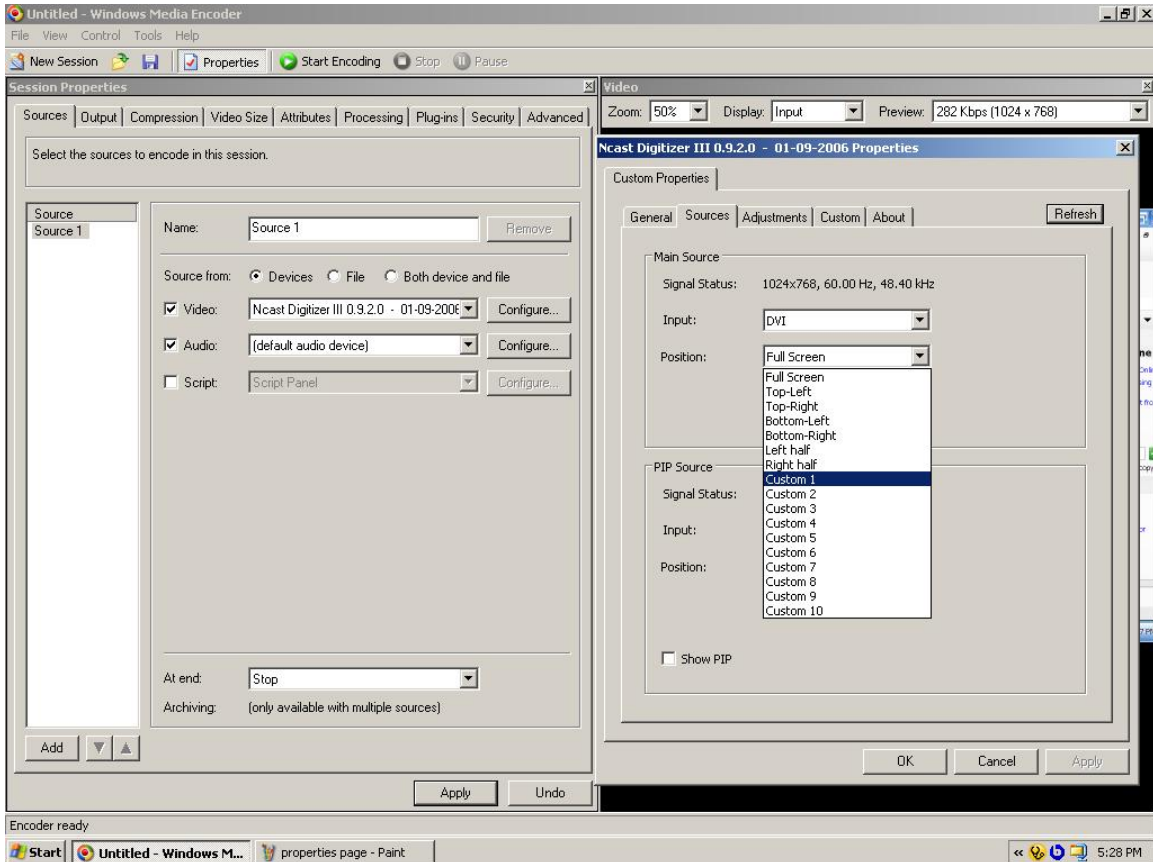 Untitled - Windows Media Encoder
File View Control Tools Help
New Session Properties Start Encoding Stop Pause
Session Properties
Sources Output Compression Video Size Attributes Processing Plug-ins Security Advanced
Select the sources to encode in this session.
Source
Source 1
Name: Source 1 Remove
Source from: Devices File Both device and file
Video: Ncast Digitizer III 0.9.2.0 - 01-09-2006 Configure...
Audio: (default audio device) Configure...
Script: Script Panel Configure...
At end: Stop
Archiving: (only available with multiple sources)
Add
Apply Undo
Video
Zoom: 50% Display: Input Preview: 282 Kbps (1024 x 768)
Ncast Digitizer III 0.9.2.0 - 01-09-2006 Properties
Custom Properties
General Sources Adjustments Custom About Refresh
Main Source
Signal Status: 1024x768, 60.00 Hz, 48.40 kHz
Input: DVI
Position: Full Screen
Full Screen
Top-Left
Top-Right
Bottom-Left
Bottom-Right
Left half
Right half
Custom 1
Custom 2
Custom 3
Custom 4
Custom 5
Custom 6
Custom 7
Custom 8
Custom 9
Custom 10
PIP Source
Signal Status:
Input:
Position:
Show PIP
OK Cancel Apply
Encoder ready
Start Untitled - Windows M... properties page - Paint 5:28 PM